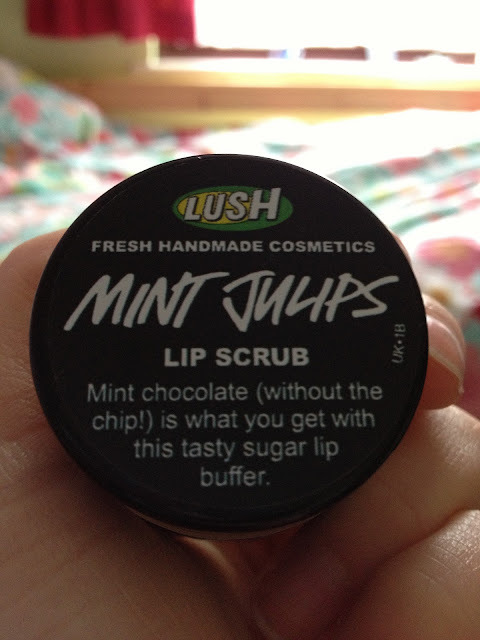 LUSH
FRESH HANDMADE COSMETICS
MINT JULIPS
LIP SCRUB
UK•1B
Mint chocolate (without the
chip!) is what you get with
this tasty sugar lip
buffer.